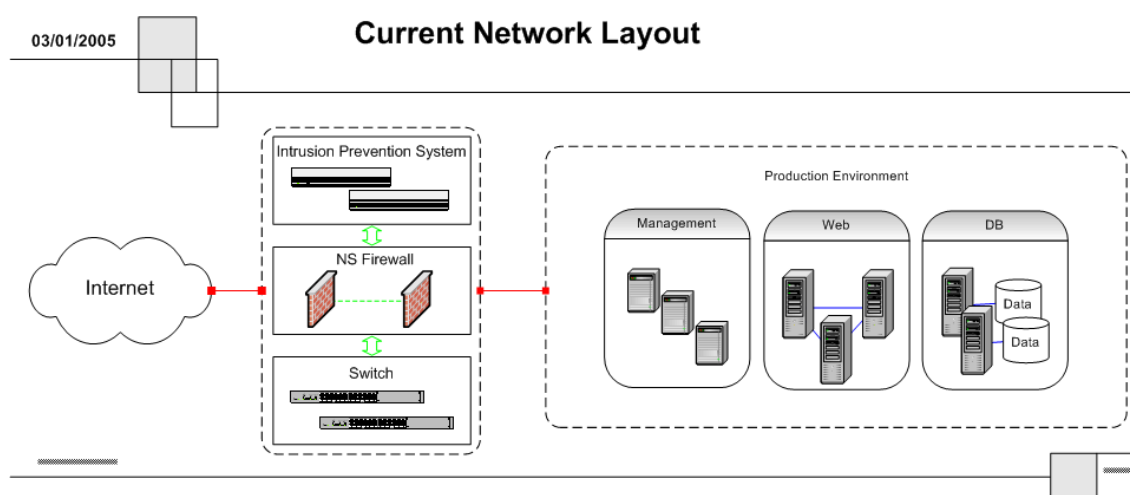 03/01/2005
Current Network Layout
Intrusion Prevention System
Production Environment
Management
Web
DB
NS Firewall
Internet
Data
Data
Switch